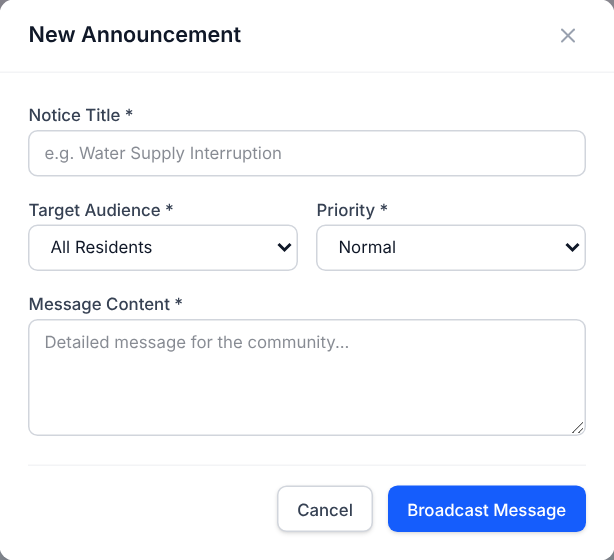 New Announcement
Notice Title *
e.g. Water Supply Interruption
Target Audience *
Priority *
All Residents
Normal
Message Content *
Detailed message for the community...
Cancel
Broadcast Message